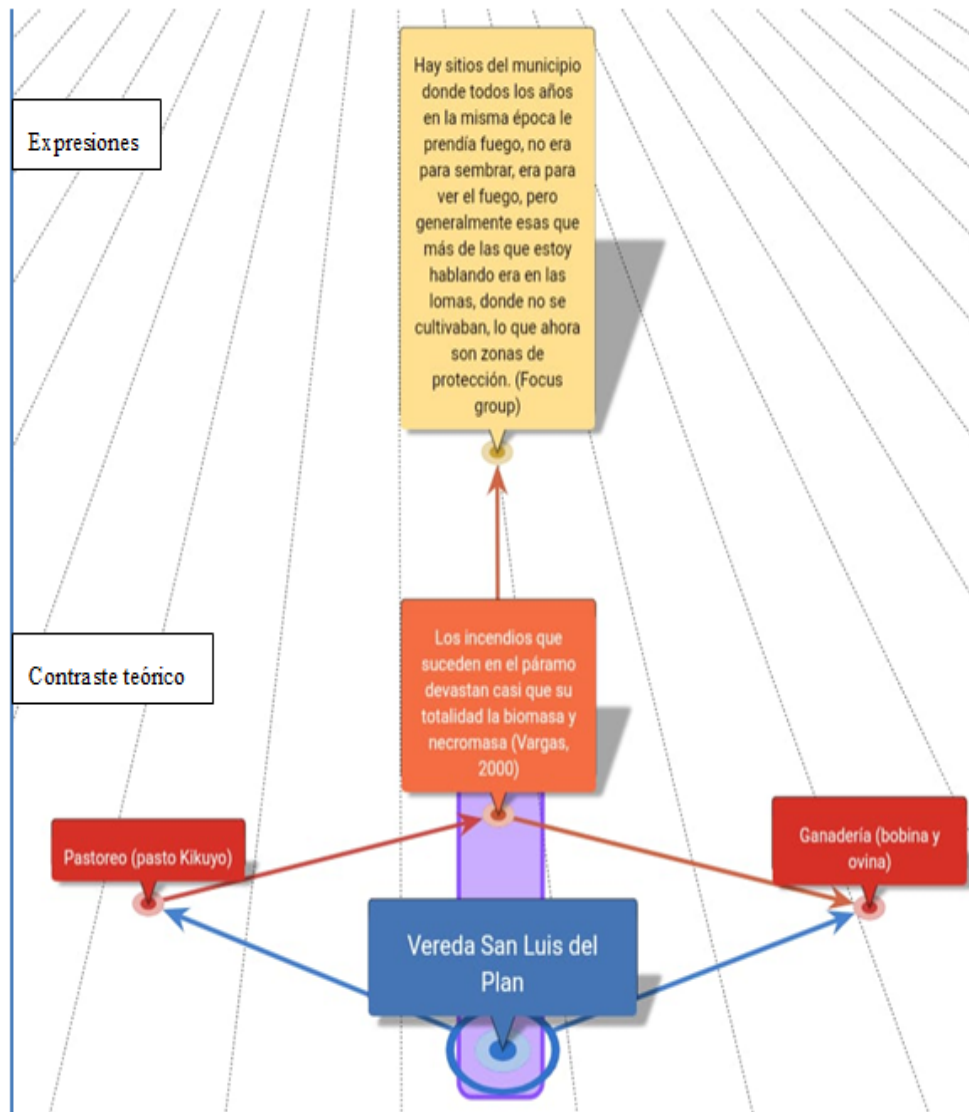 Hay sitios del municipio
donde todos los años
en la misma época le
prendía fuego, no era
para sembrar, era para
ver el fuego, pero
generalmente esas que
más de las que estoy
hablando era en las
lomas, donde no se
cultivaban, lo que ahora
son zonas de
protección. (Focus
group)
Expresiones
Los incendios que
suceden en el páramo
devastan casi que su
totalidad la biomasa y
necromasa (Vargas,
2000)
Contraste teórico
Pastoreo (pasto Kikuyo)
Ganadería (bobina y
ovina)
Vereda San Luis del
Plan